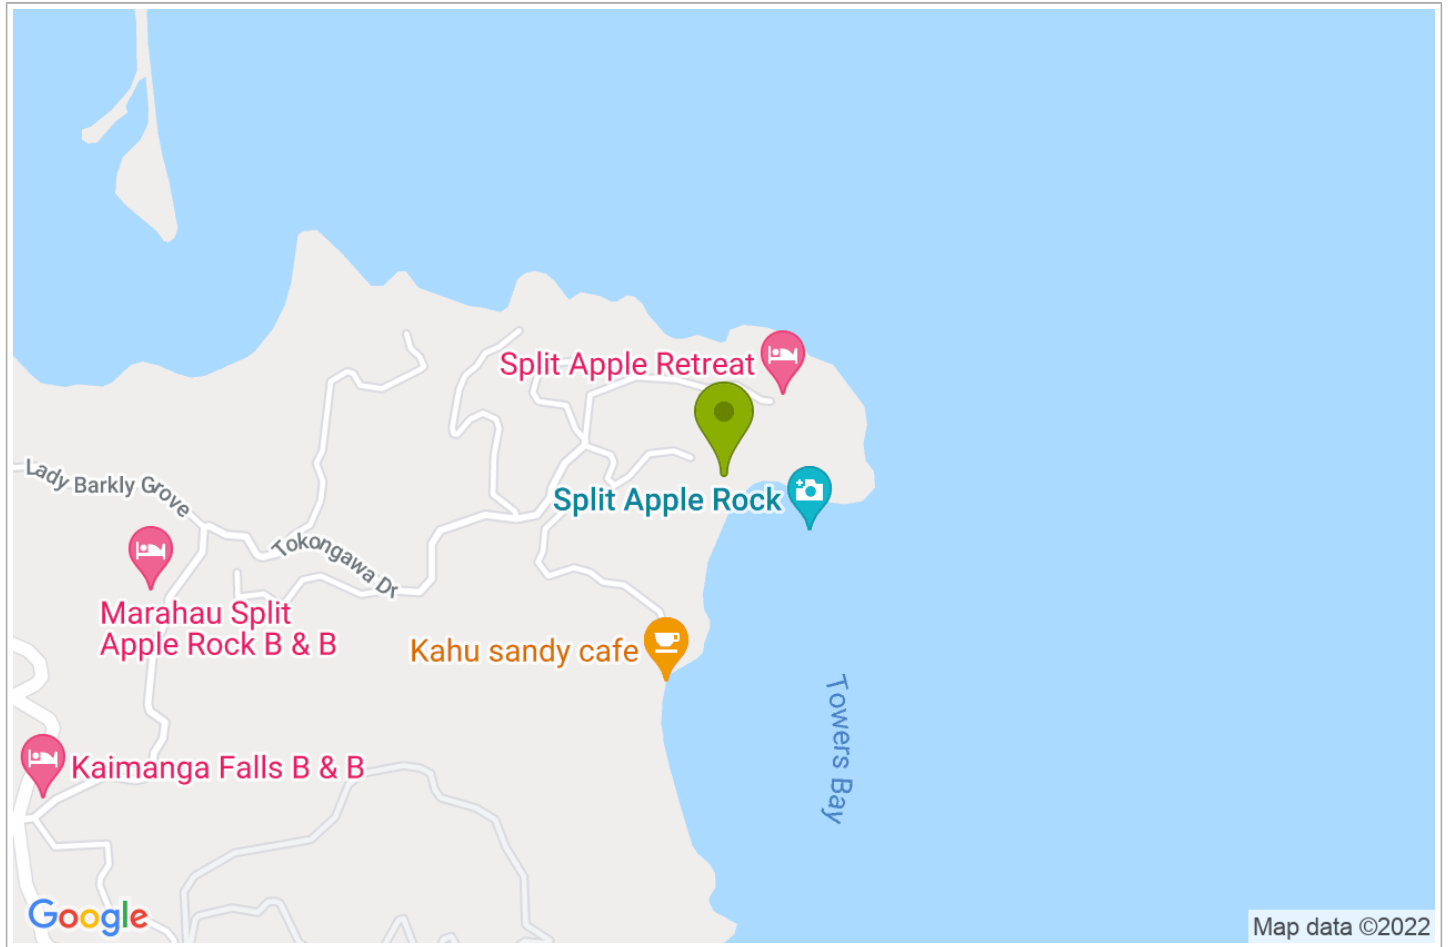 Split Apple Retreat
Lady Barkly Grove
Split Apple Rock
Tokongawa Dr
Marahau Split
Apple Rock B & B
Kahu sandy cafe
Towers Bay
Kaimanga Falls B & B
Google
Map data ©2022